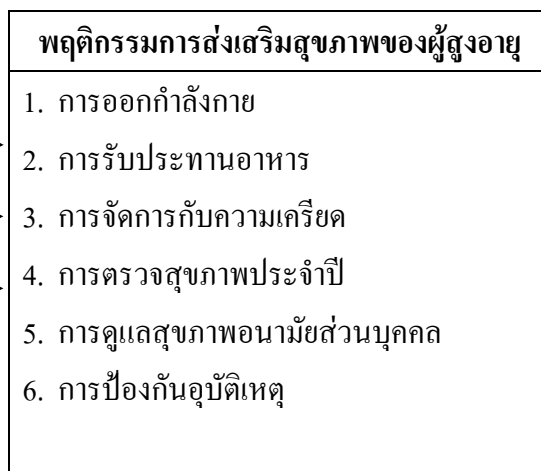 พฤติกรรมการส่งเสริมสุขภาพของผู้สูงอายุ
1. การออกกำลังกาย
2. การรับประทานอาหาร
3. การจัดการกับความเครียด
4. การตรวจสุขภาพประจำปี
5. การดูแลสุขภาพอนามัยส่วนบุคคล
6. การป้องกันอุบัติเหตุ